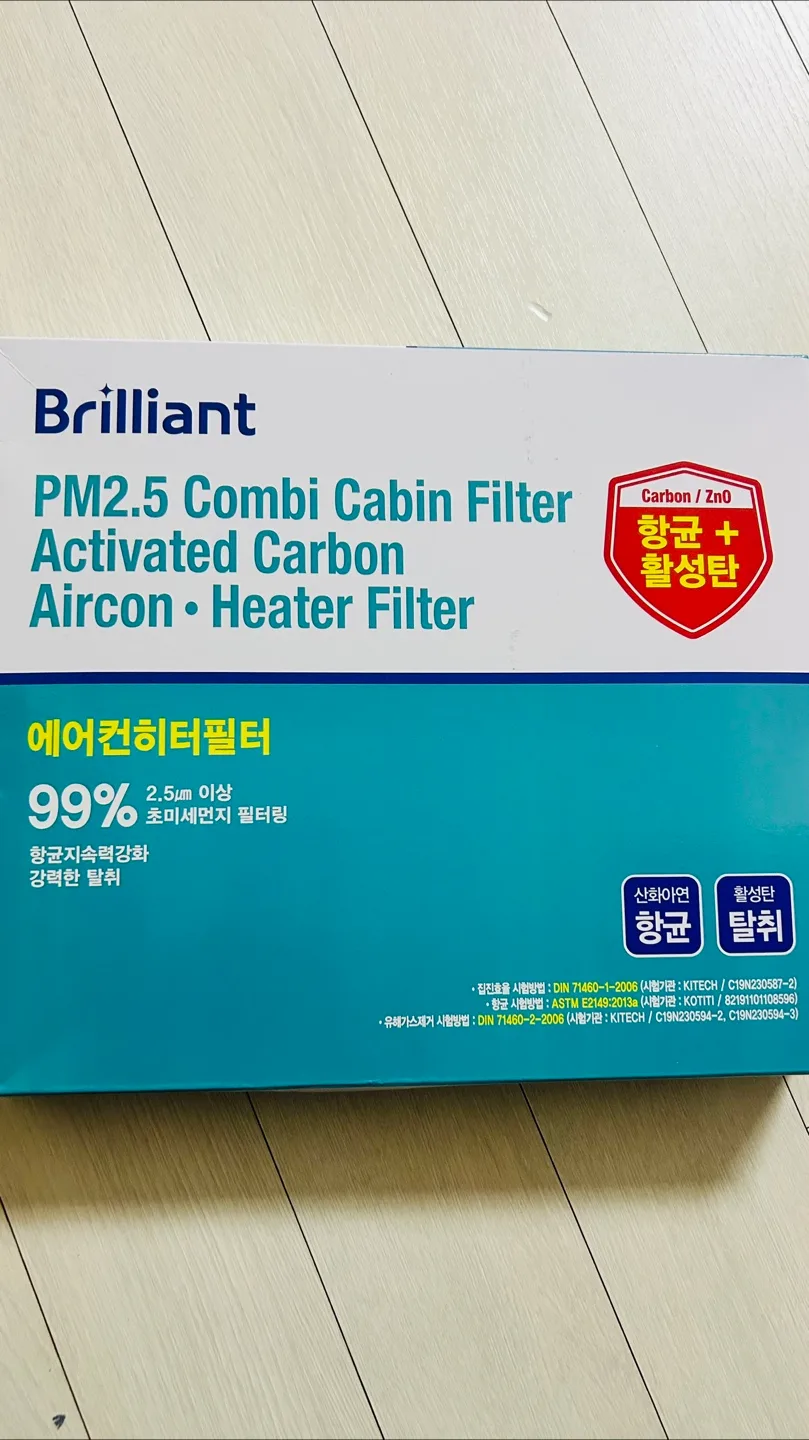 Brilliant
PM2.5 Combi Cabin Filter
Activated Carbon
Aircon • Heater Filter
Carbon / ZnO
항균 +
활성탄
에어컨히터필터
99% 2.5㎛ 이상
초미세먼지 필터링
항균지속력강화
강력한 탈취
산화아연
항균
활성탄
탈취
• 집진효율 시험방법 : DIN 71460-1-2006 (시험기관 : KITECH / C19N230587-2)
• 항균 시험방법 : ASTM E2149:2013a (시험기관 : KOTITI / 82191101108596)
• 유해가스제거 시험방법 : DIN 71460-2-2006 (시험기관 : KITECH / C19N230594-2, C19N230594-3)